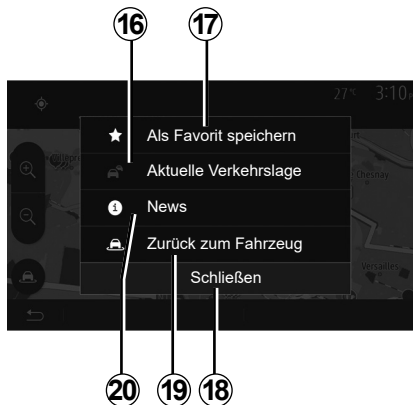 16 17
27 °C 3:10
Als Favorit speichern
Aktuelle Verkehrslage
Chesnay
News
Zurück zum Fahrzeug
Versailles
Schließen
20 19 18